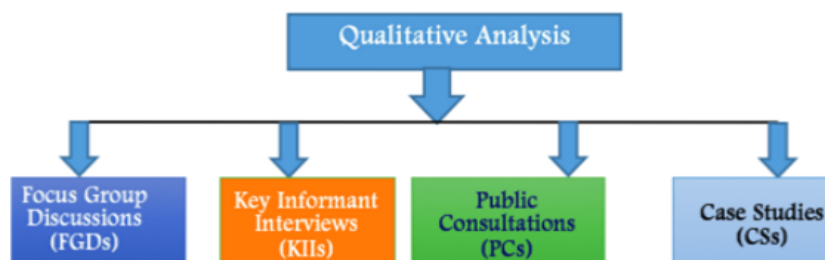 Qualitative Analysis
Focus Group
Discussions
(FGDs)
Key Informant
Interviews
(KIIs)
Public
Consultations
(PCs)
Case Studies
(CSs)